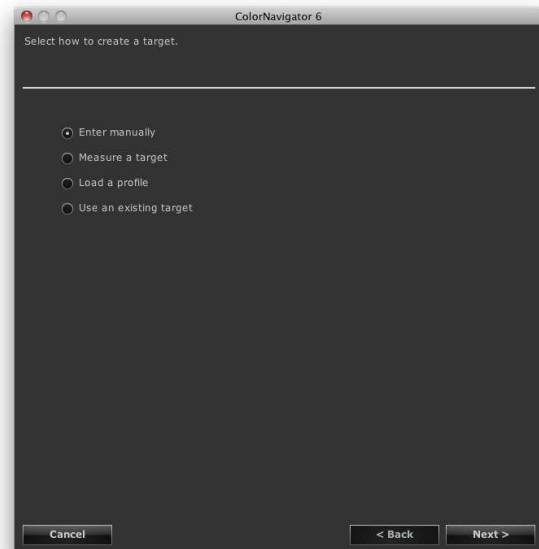 ColorNavigator 6
Select how to create a target.
Enter manually
Measure a target
Load a profile
Use an existing target
Cancel
< Back
Next >